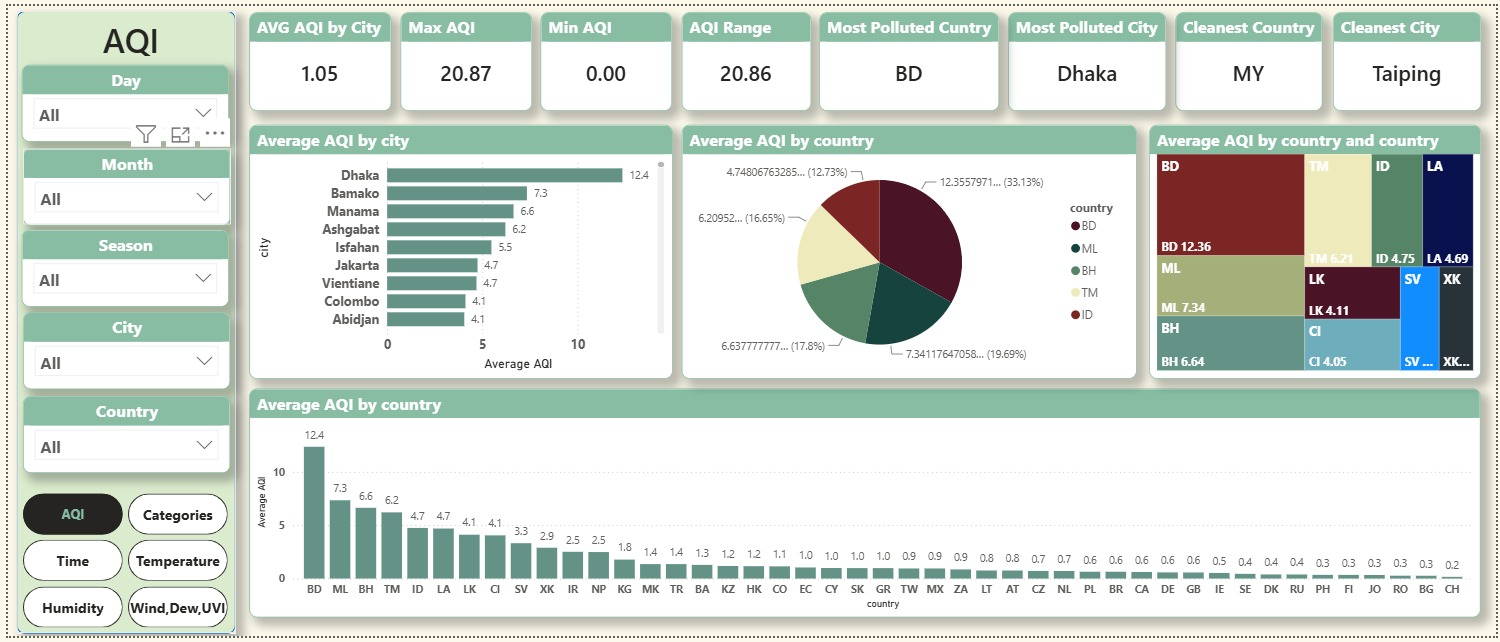 AQI
Day
All
Month
All
Season
All
City
All
Country
All
AQI
Categories
Time
Temperature
Humidity
Wind,Dew,UVI
AVG AQI by City
1.05
Max AQI
20.87
Min AQI
0.00
AQI Range
20.86
Most Polluted Cuntry
BD
Most Polluted City
Dhaka
Cleanest Country
MY
Cleanest City
Taiping
Average AQI by city
city
Dhaka 12.4
Bamako 7.3
Manama 6.6
Ashgabat 6.2
Isfahan 5.5
Jakarta 4.7
Vientiane 4.7
Colombo 4.1
Abidjan 4.1
0 5 10
Average AQI
Average AQI by country
4.74806763285... (12.73%)
12.3557971... (33.13%)
6.20952... (16.65%)
6.637777777... (17.8%)
7.34117647058... (19.69%)
country
BD
ML
BH
TM
ID
Average AQI by country and country
BD
BD 12.36
ML
ML 7.34
BH
BH 6.64
TM
TM 6.21
ID
ID 4.75
LA
LA 4.69
LK
LK 4.11
CI
CI 4.05
SV
SV ...
XK
XK...
Average AQI by country
Average AQI
10
5
0
12.4 7.3 6.6 6.2 4.7 4.7 4.1 4.1 3.3 2.9 2.5 2.5 1.8 1.4 1.4 1.3 1.2 1.2 1.1 1.0 1.0 1.0 1.0 0.9 0.9 0.9 0.8 0.8 0.7 0.7 0.6 0.6 0.6 0.6 0.6 0.5 0.4 0.4 0.4 0.3 0.3 0.3 0.3 0.3 0.2
BD ML BH TM ID LA LK CI SV XK IR NP KG MK TR BA KZ HK CO EC CY SK GR TW MX ZA LT AT CZ NL PL BR CA DE GB IE SE DK RU PH FI JO RO BG CH
country